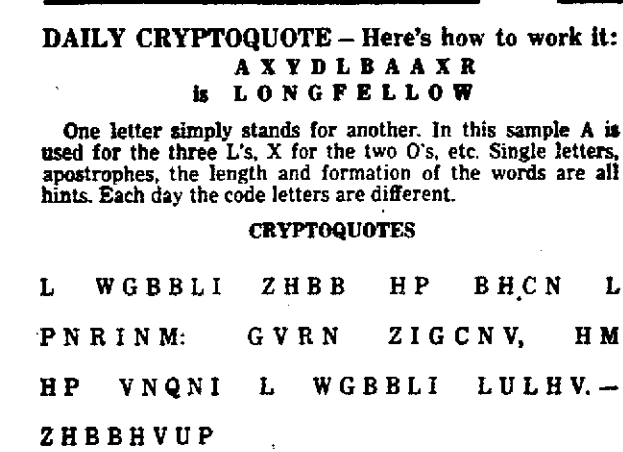 DAILY CRYPTOQUOTE – Here's how to work it:
A X Y D L B A A X R
is L O N G F E L L O W
One letter simply stands for another. In this sample A is
used for the three L's, X for the two O's, etc. Single letters,
apostrophes, the length and formation of the words are all
hints. Each day the code letters are different.
CRYPTOQUOTES
L WGBBLI ZHBB HP BHCN L
PNRINM: GVRN ZIGCNV, HM
HP VNQNI L WGBBLI LULHV. –
ZHBBHVUP